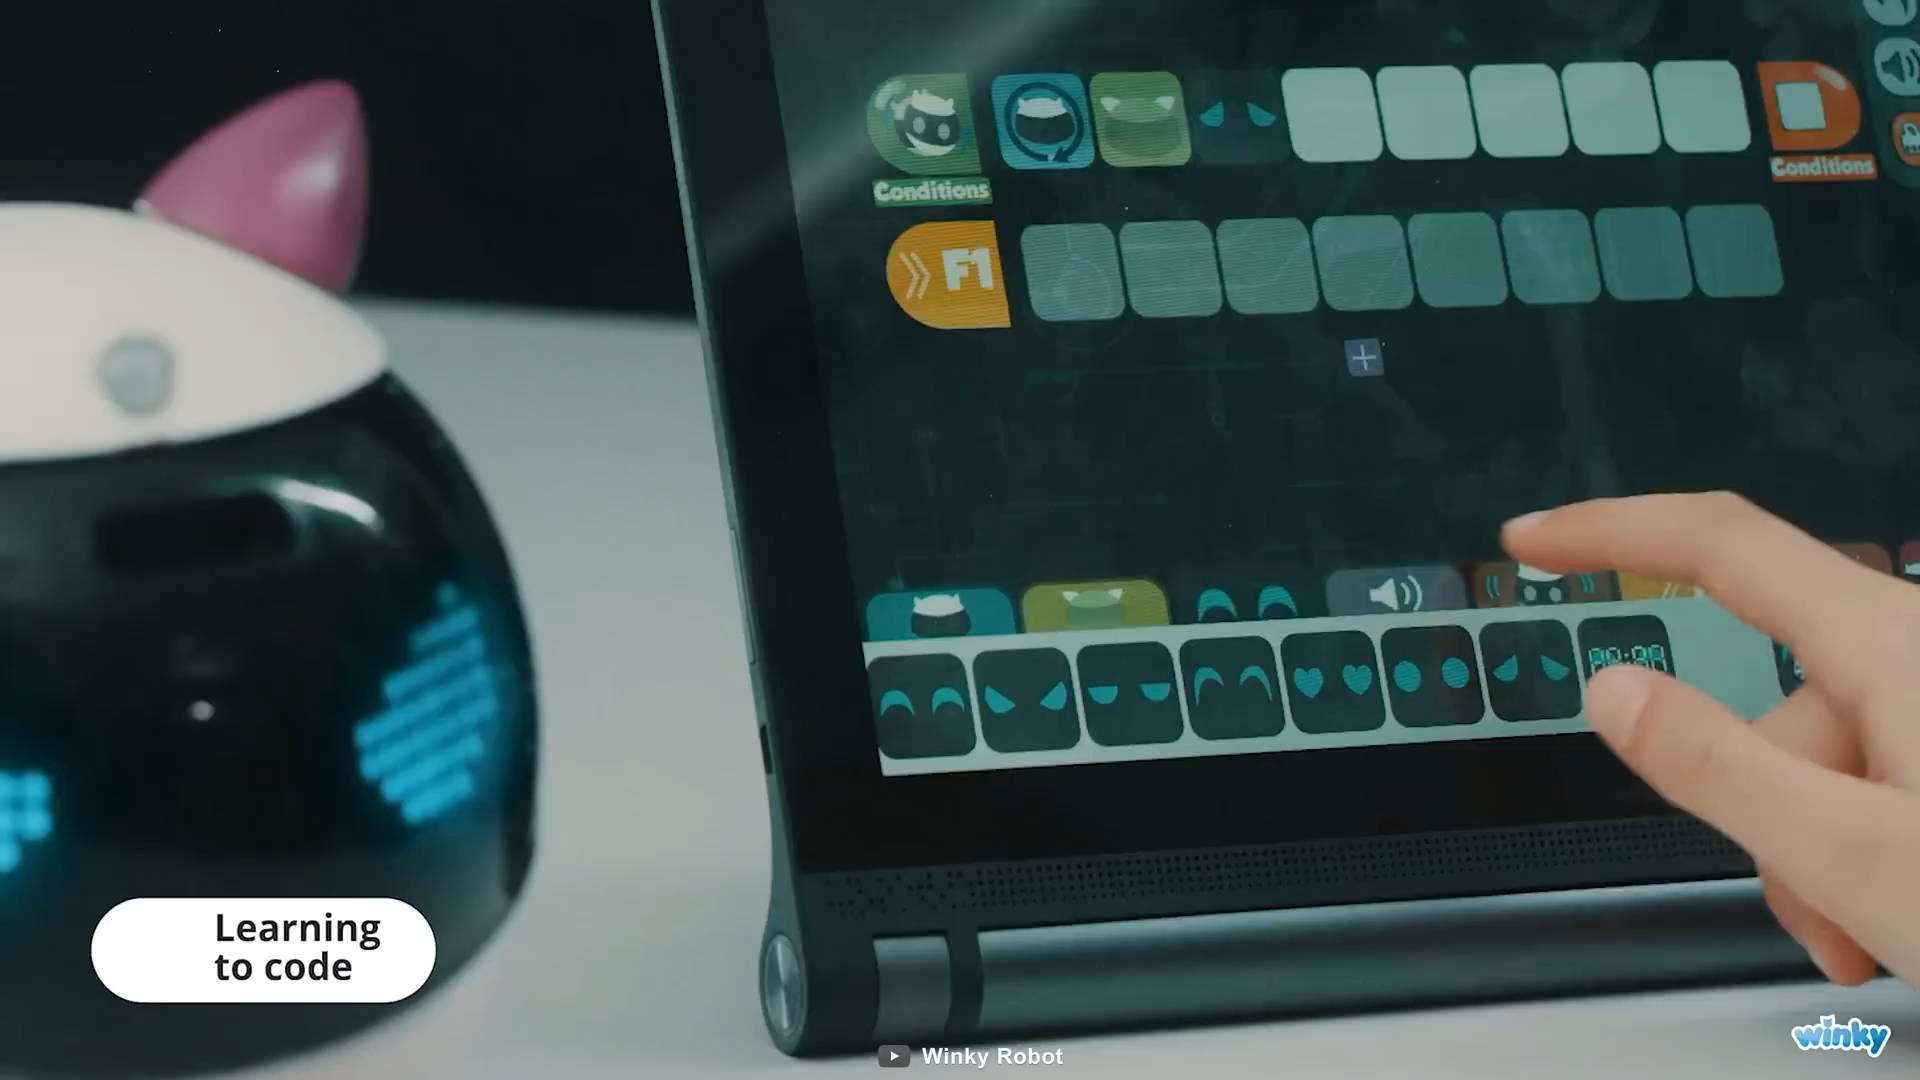 Conditions
Conditions
F1
Learning
to code
Winky Robot
winky